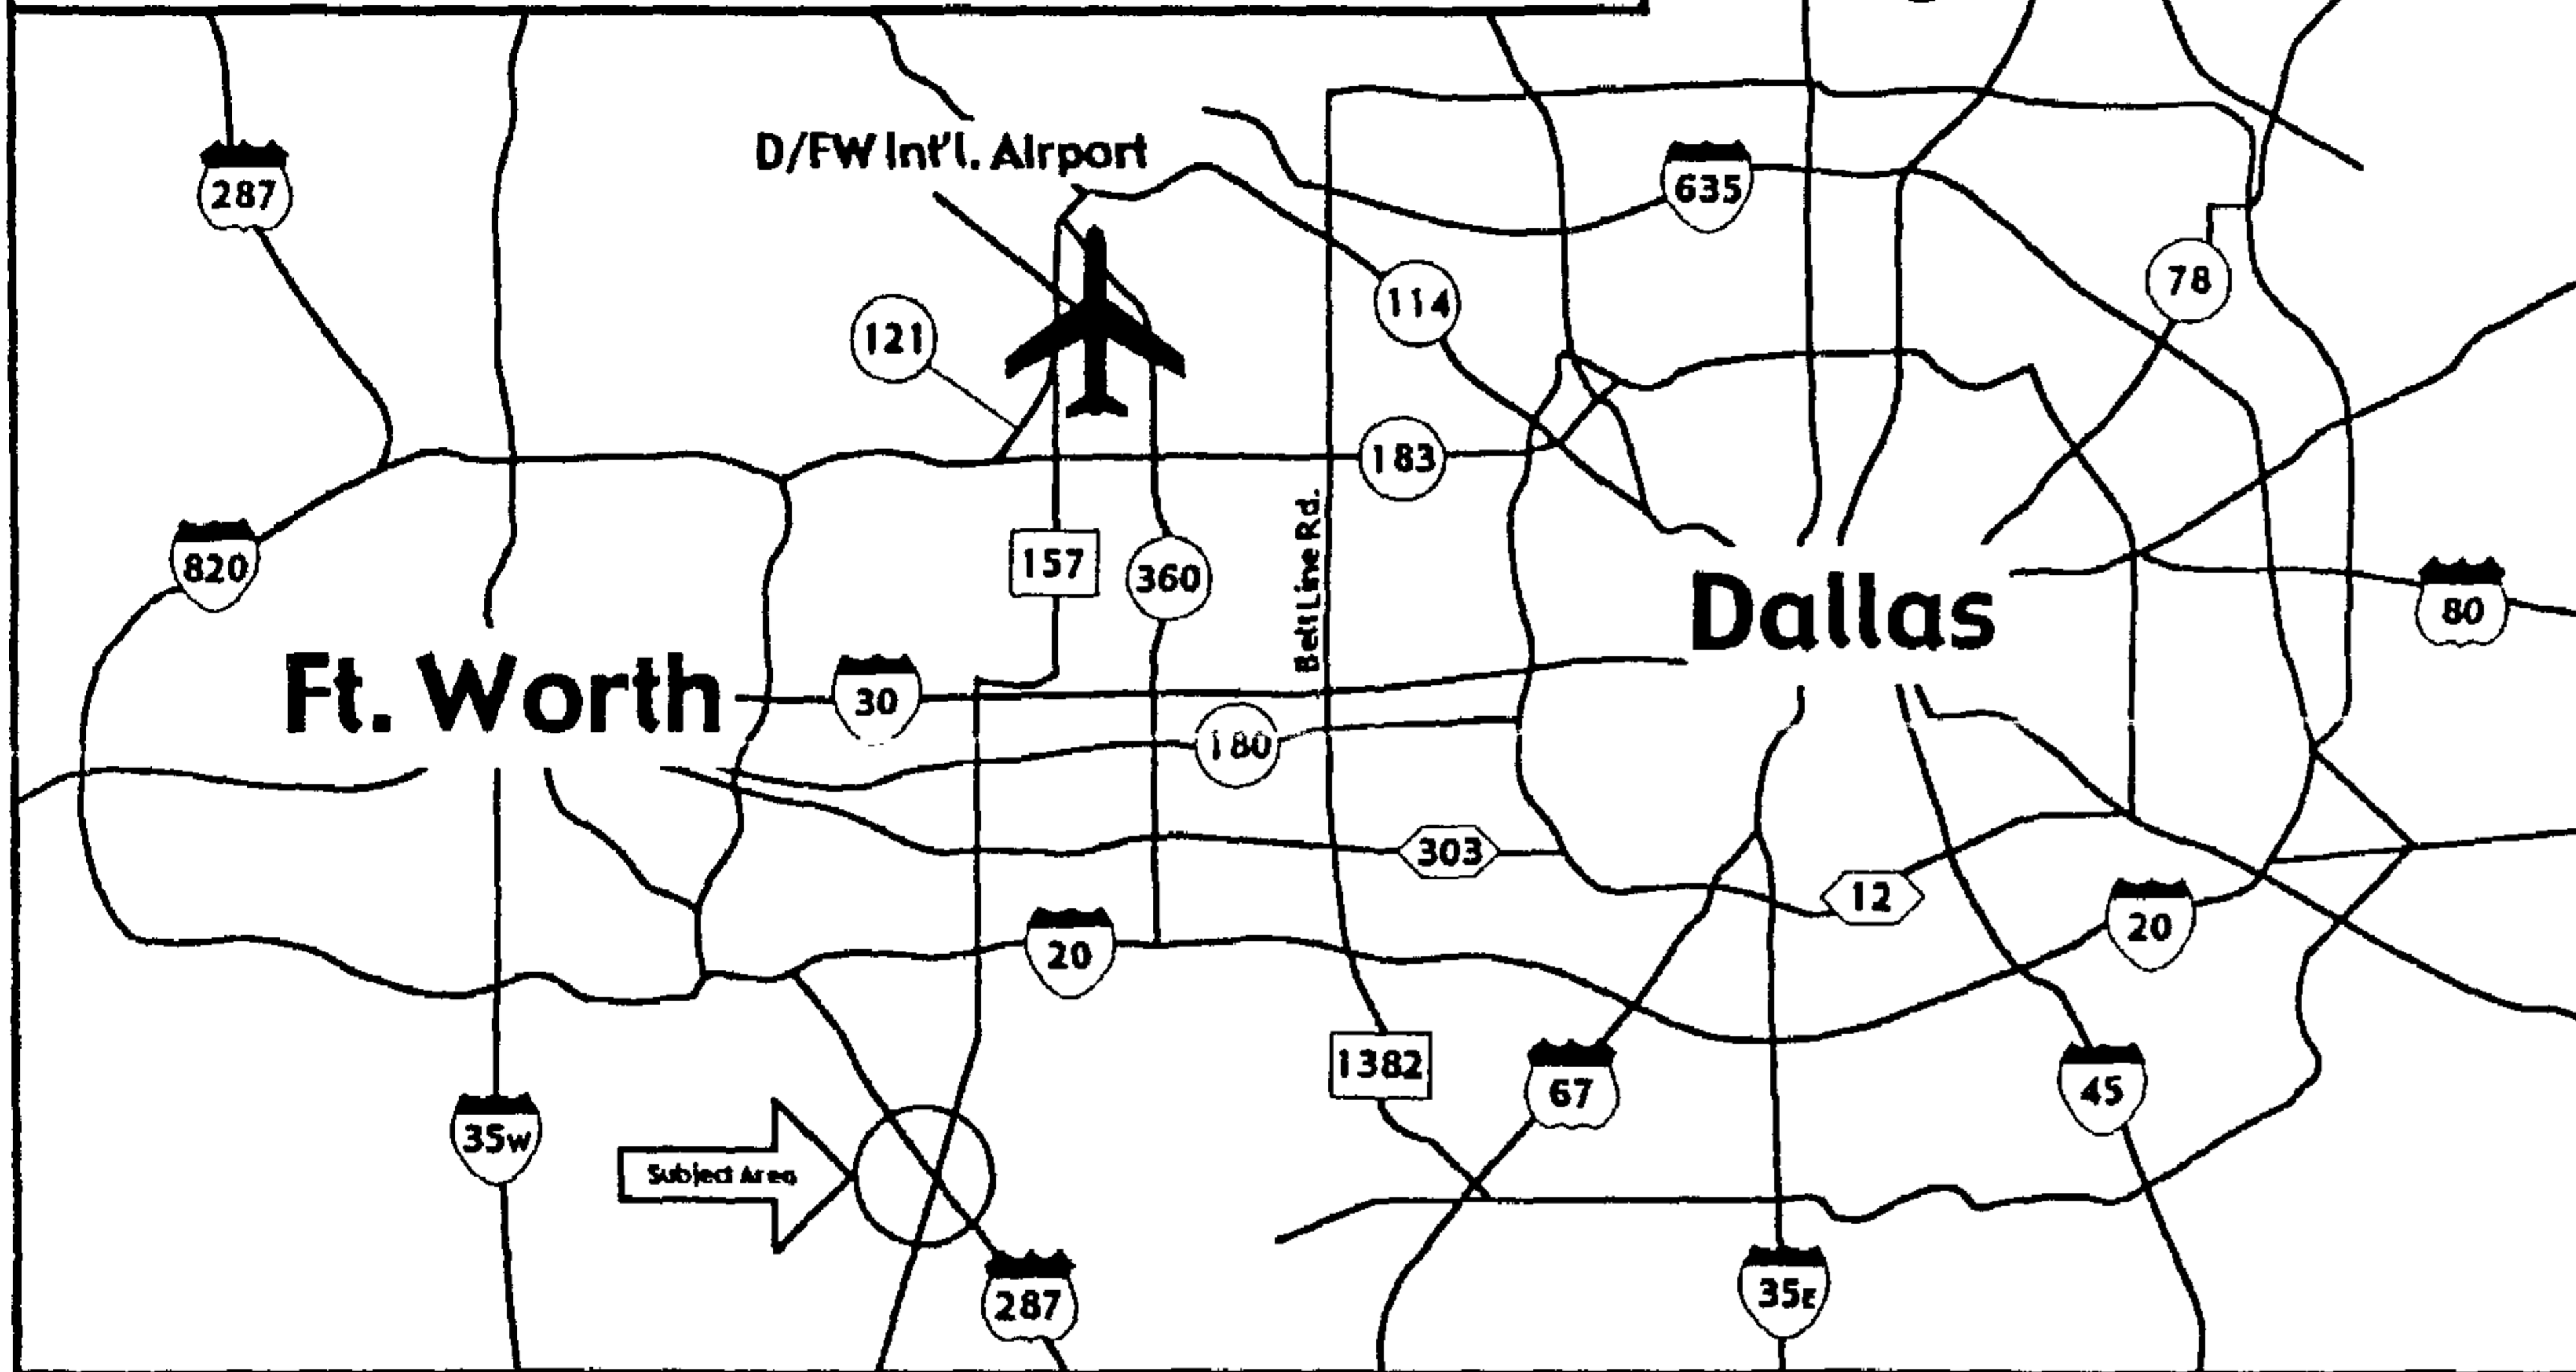 D/FW Int'l. Airport
287
635
78
114
121
183
Belt Line Rd.
820
157
360
80
Dallas
Ft. Worth
30
180
303
12
20
20
1382
67
45
35W
Subject Area
287
35E